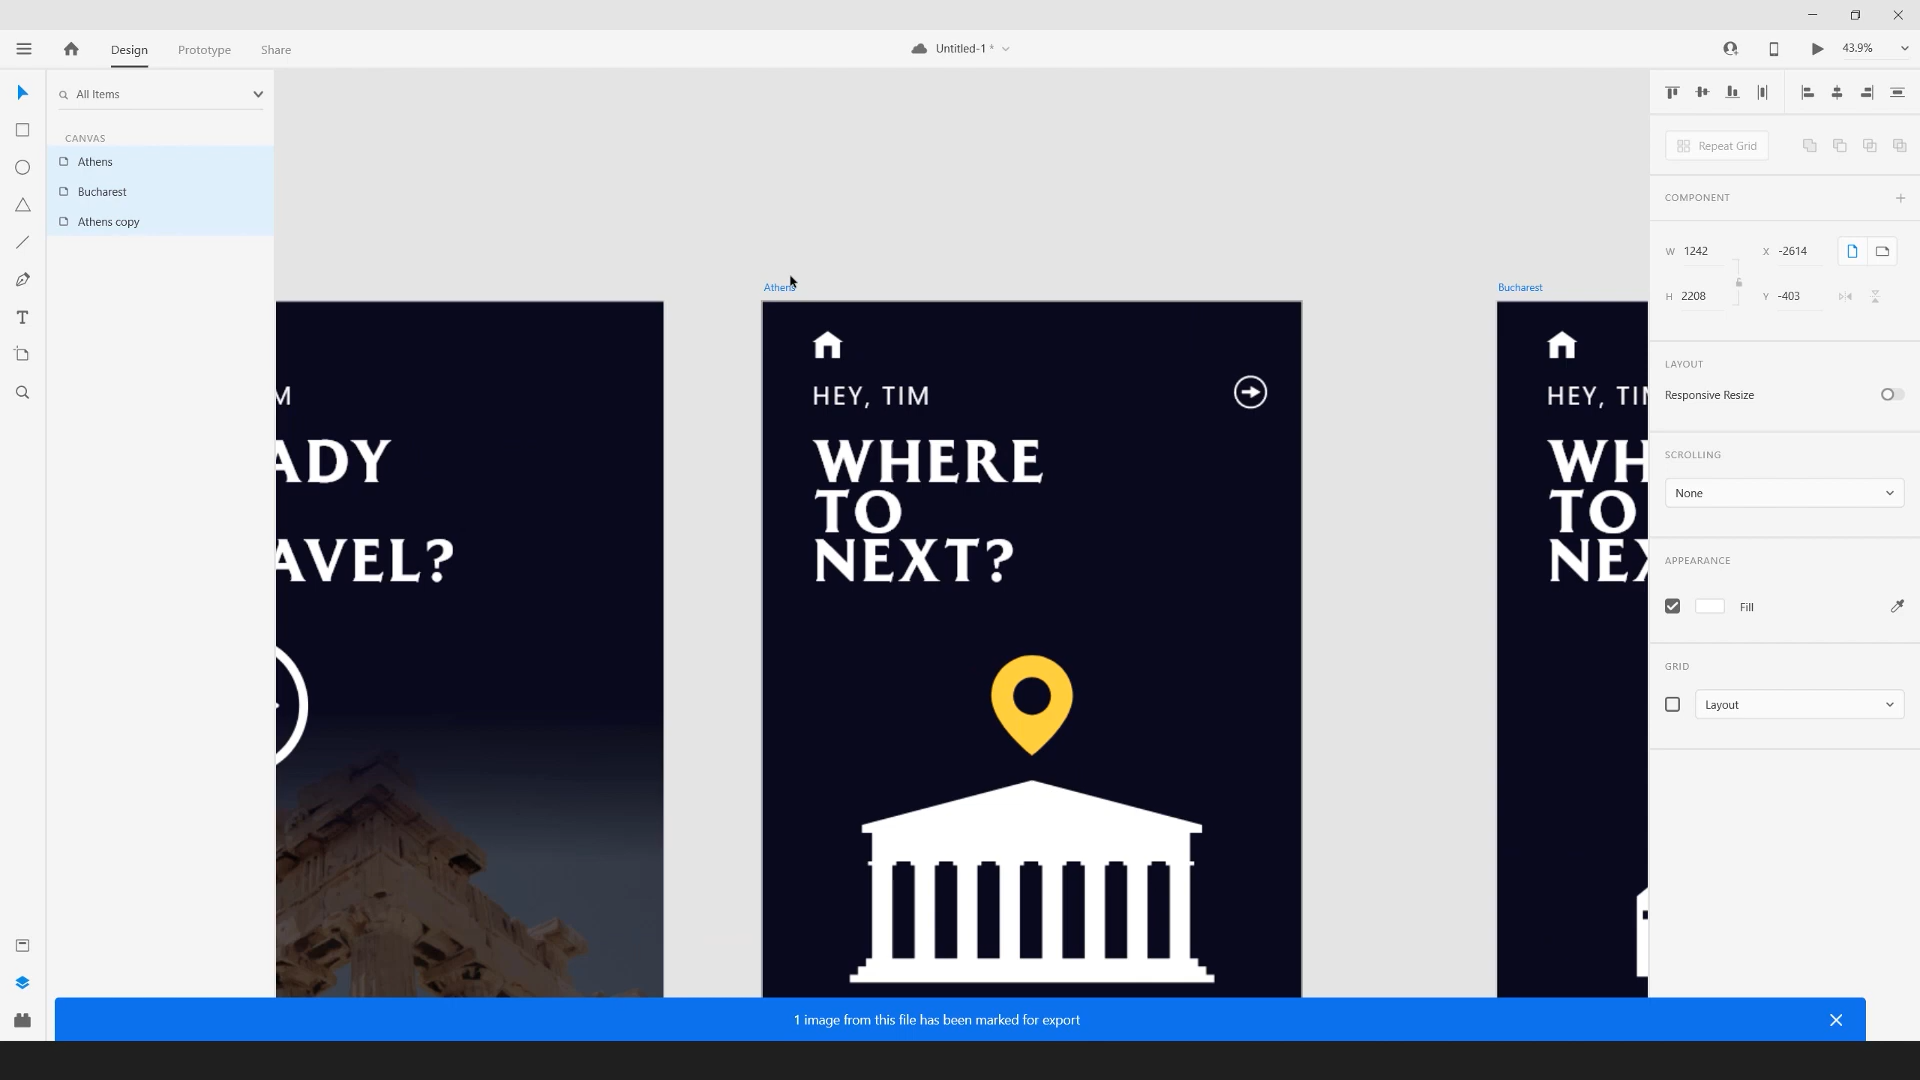 Design
Prototype
Share
Untitled-1 *
43.9%
All Items
CANVAS
Athens
Bucharest
Athens copy
Athens
Bucharest
M
ADY
AVEL?
HEY, TIM
WHERE
TO
NEXT?
HEY, TIM
WH
TO
NEX
Repeat Grid
COMPONENT
W 1242
X -2614
H 2208
Y -403
LAYOUT
Responsive Resize
SCROLLING
None
APPEARANCE
Fill
GRID
Layout
1 image from this file has been marked for export